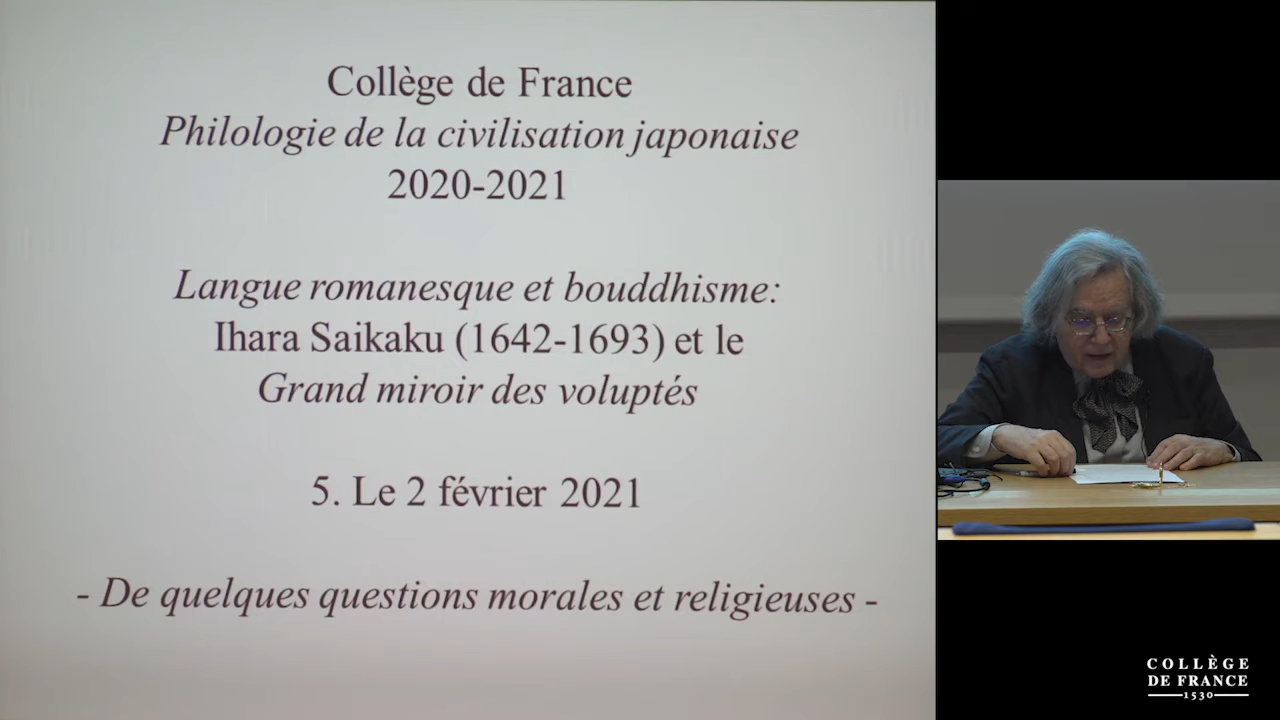 Collège de France
Philologie de la civilisation japonaise
2020-2021
Langue romanesque et bouddhisme:
Ihara Saikaku (1642-1693) et le
Grand miroir des voluptés
5. Le 2 février 2021
- De quelques questions morales et religieuses -
COLLÈGE
DE FRANCE
1530